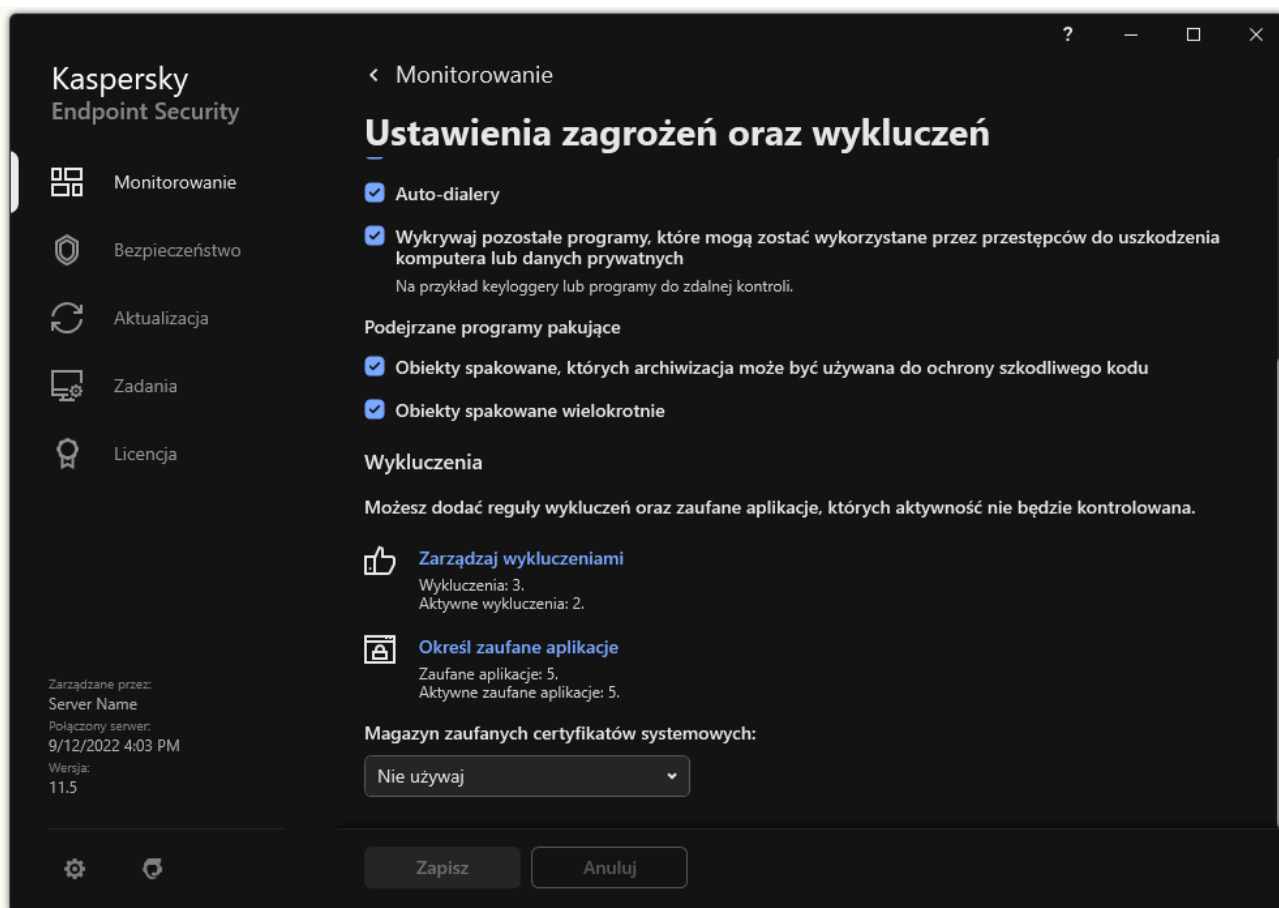 ?
Kaspersky
Endpoint Security
Monitorowanie
Bezpieczeństwo
Aktualizacja
Zadania
Licencja
Zarządzane przez:
Server Name
Połączony serwer:
9/12/2022 4:03 PM
Wersja:
11.5
Monitorowanie
Ustawienia zagrożeń oraz wykluczeń
Auto-dialery
Wykrywaj pozostałe programy, które mogą zostać wykorzystane przez przestępców do uszkodzenia
komputera lub danych prywatnych
Na przykład keyloggery lub programy do zdalnej kontroli.
Podejrzane programy pakujące
Obiekty spakowane, których archiwizacja może być używana do ochrony szkodliwego kodu
Obiekty spakowane wielokrotnie
Wykluczenia
Możesz dodać reguły wykluczeń oraz zaufane aplikacje, których aktywność nie będzie kontrolowana.
Zarządzaj wykluczeniami
Wykluczenia: 3.
Aktywne wykluczenia: 2.
Określ zaufane aplikacje
Zaufane aplikacje: 5.
Aktywne zaufane aplikacje: 5.
Magazyn zaufanych certyfikatów systemowych:
Nie używaj
Zapisz
Anuluj